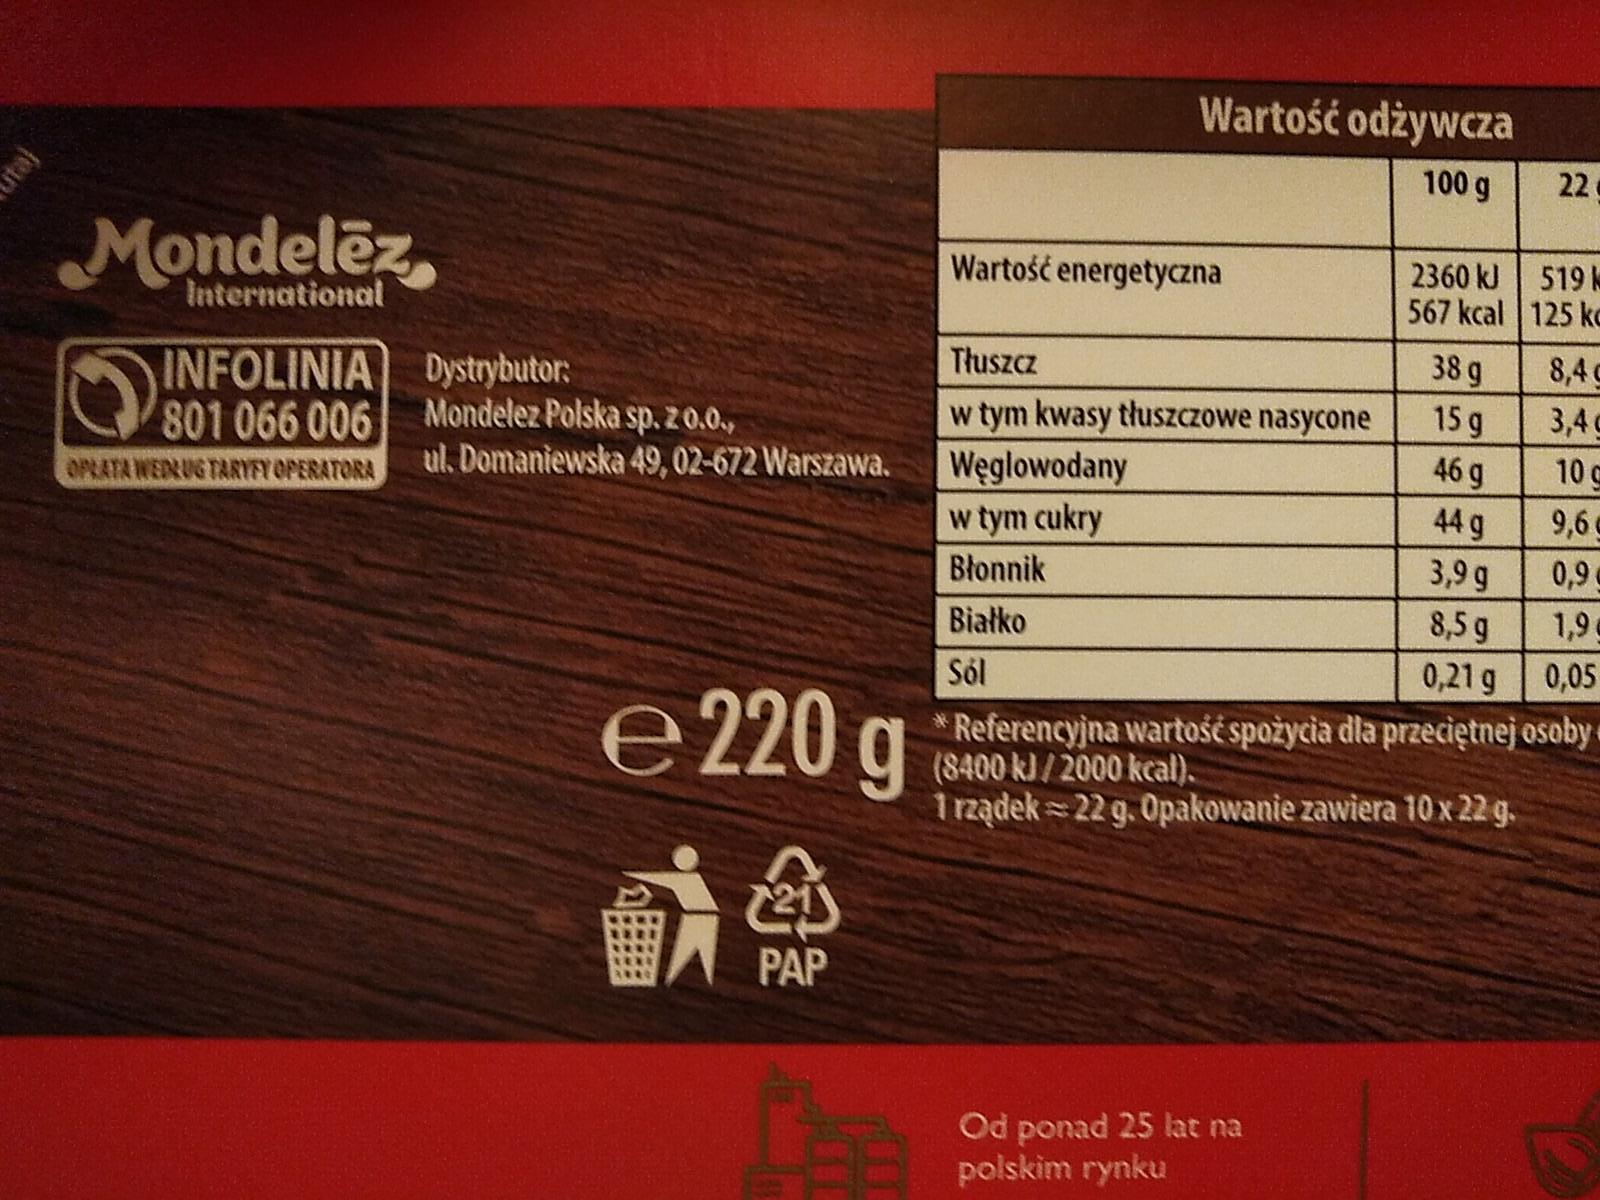 Mondelēz
International
INFOLINIA
801 066 006
OPŁATA WEDŁUG TARYFY OPERATORA
Dystrybutor:
Mondelez Polska sp. z o.o.,
ul. Domaniewska 49, 02-672 Warszawa.
Wartość odżywcza
100 g 22
Wartość energetyczna 2360 kJ 519
567 kcal 125
Tłuszcz 38 g 8,4
w tym kwasy tłuszczowe nasycone 15 g 3,4
Węglowodany 46 g 10 g
w tym cukry 44 g 9,6
Błonnik 3,9 g 0,9
Białko 8,5 g 1,9
Sól 0,21 g 0,05
℮ 220 g
* Referencyjna wartość spożycia dla przeciętnej osoby
(8400 kJ / 2000 kcal).
1 rządek ≈ 22 g. Opakowanie zawiera 10 x 22 g.
21
PAP
Od ponad 25 lat na
polskim rynku